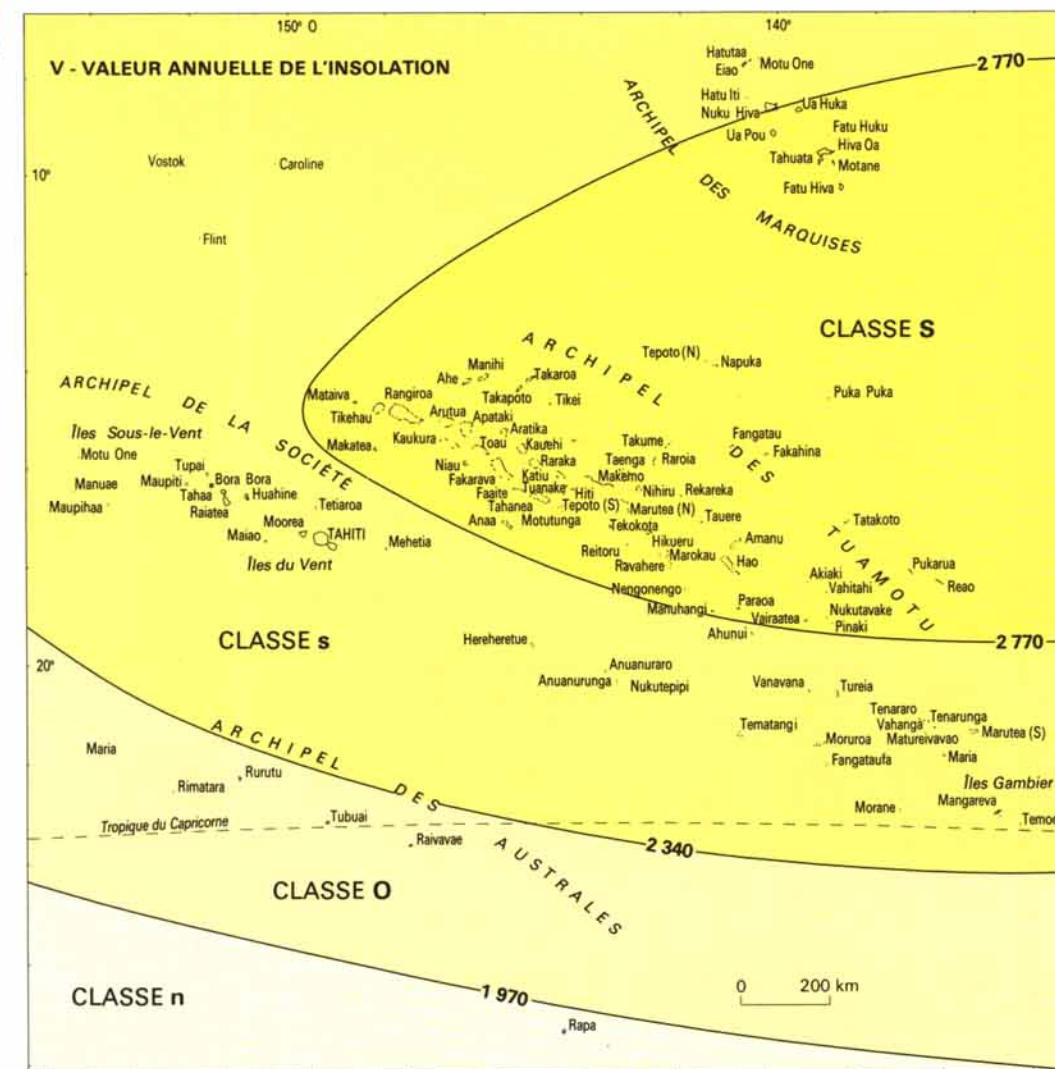 150° O
140°
V - VALEUR ANNUELLE DE L'INSOLATION
2 770
Hatutaa
Eiao
Motu One
Hatu Iti
Nuku Hiva
Ua Huka
Ua Pou
Fatu Huku
Hiva Oa
Tahuata
Motane
Fatu Hiva
ARCHIPEL DES MARQUISES
10°
Vostok
Caroline
Flint
CLASSE S
ARCHIPEL DES TUAMOTU
Tepoto (N)
Napuka
Puka Puka
Manihi
Ahe
Takaroa
Takapoto
Tikei
Mataiva
Rangiroa
Tikehau
Arutua
Apataki
Aratika
Makatea
Kaukura
Toau
Kauehi
Takume
Fangatau
Fakahina
Niau
Raraka
Taenga
Raroia
Fakarava
Katiu
Makemo
Faaite
Tuanake
Hiti
Nihiru
Rekareka
Tahanea
Tepoto (S)
Marutea (N)
Anaa
Motutunga
Tekokota
Tauere
Tatakoto
Hikueru
Amanu
Reitoru
Marokau
Hao
Ravahere
Pukarua
Akiaki
Reao
Nengonengo
Vahitahi
Manuhangi
Paraoa
Nukutavake
Vairaatea
Pinaki
Ahunui
2 770
ARCHIPEL DE LA SOCIÉTÉ
Îles Sous-le-Vent
Motu One
Tupai
Manuae
Maupiti
Bora Bora
Tahaa
Huahine
Maupihaa
Raiatea
Tetiaroa
Moorea
Maiao
TAHITI
Mehetia
Îles du Vent
CLASSE s
Hereheretue
20°
Anuanuraro
Anuanurunga
Nukutepipi
Vanavana
Tureia
Tenararo
Tematangi
Vahanga
Tenarunga
Marutea (S)
Moruroa
Matureivavao
Fangataufa
Maria
Îles Gambier
Morane
Mangareva
Temoe
ARCHIPEL DES AUSTRALES
Maria
Rurutu
Rimatara
Tropique du Capricorne
Tubuai
Raivavae
2 340
CLASSE O
CLASSE n
1 970
0 200 km
Rapa